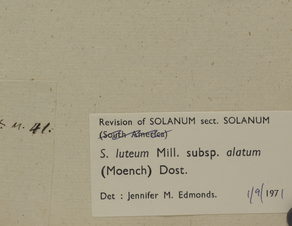 M. 41.
Revision of SOLANUM sect. SOLANUM
(South America)
S. luteum Mill. subsp. alatum
(Moench) Dost.
Det : Jennifer M. Edmonds. 1/9/1971